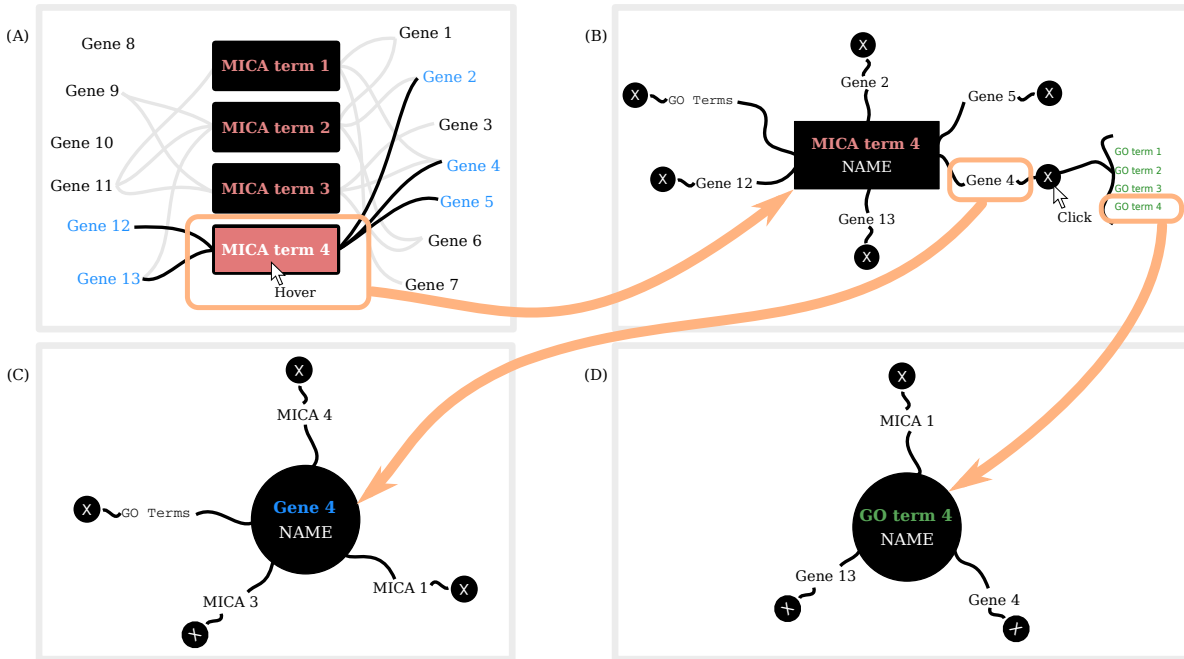 (A)
Gene 8
Gene 9
Gene 10
Gene 11
Gene 12
Gene 13
MICA term 1
MICA term 2
MICA term 3
MICA term 4
Hover
Gene 1
Gene 2
Gene 3
Gene 4
Gene 5
Gene 6
Gene 7
(B)
X
Gene 2
X
GO Terms
Gene 5
X
MICA term 4
NAME
X
Gene 12
Gene 4
X
Click
Gene 13
X
GO term 1
GO term 2
GO term 3
GO term 4
(C)
X
MICA 4
X
GO Terms
Gene 4
NAME
MICA 3
X
MICA 1
X
(D)
X
MICA 1
GO term 4
NAME
Gene 13
X
Gene 4
X